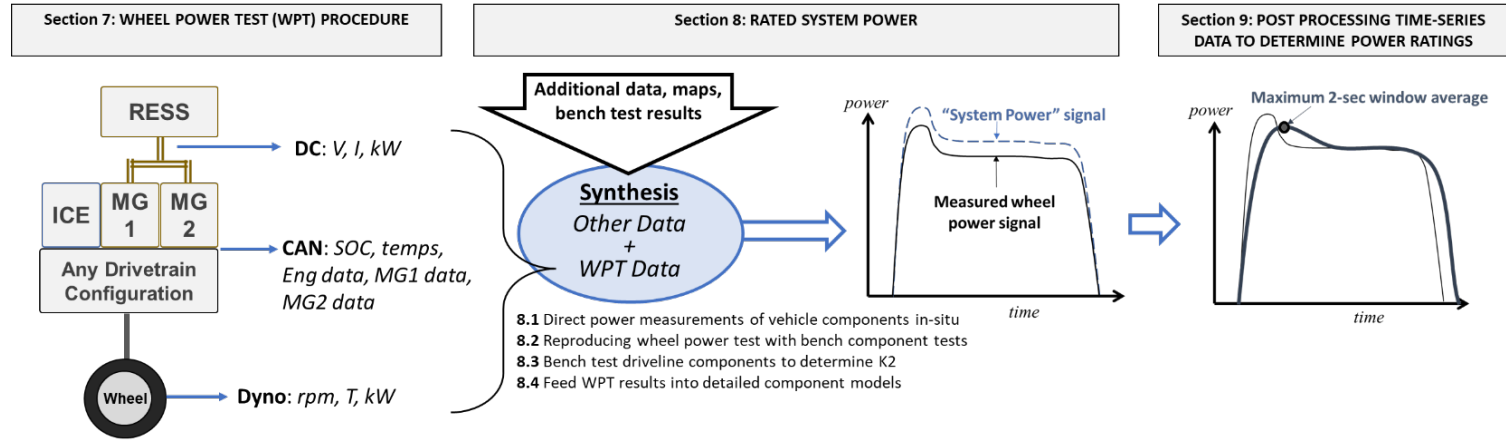 Section 7: WHEEL POWER TEST (WPT) PROCEDURE
RESS
DC: V, I, kW
ICE
MG
1
MG
2
CAN: SOC, temps,
Eng data, MG1 data,
MG2 data
Any Drivetrain
Configuration
Wheel
Dyno: rpm, T, kW
Section 8: RATED SYSTEM POWER
Additional data, maps,
bench test results
Synthesis
Other Data
+
WPT Data
8.1 Direct power measurements of vehicle components in-situ
8.2 Reproducing wheel power test with bench component tests
8.3 Bench test driveline components to determine K2
8.4 Feed WPT results into detailed component models
power
“System Power” signal
Measured wheel
power signal
time
Section 9: POST PROCESSING TIME-SERIES
DATA TO DETERMINE POWER RATINGS
Maximum 2-sec window average
power
time